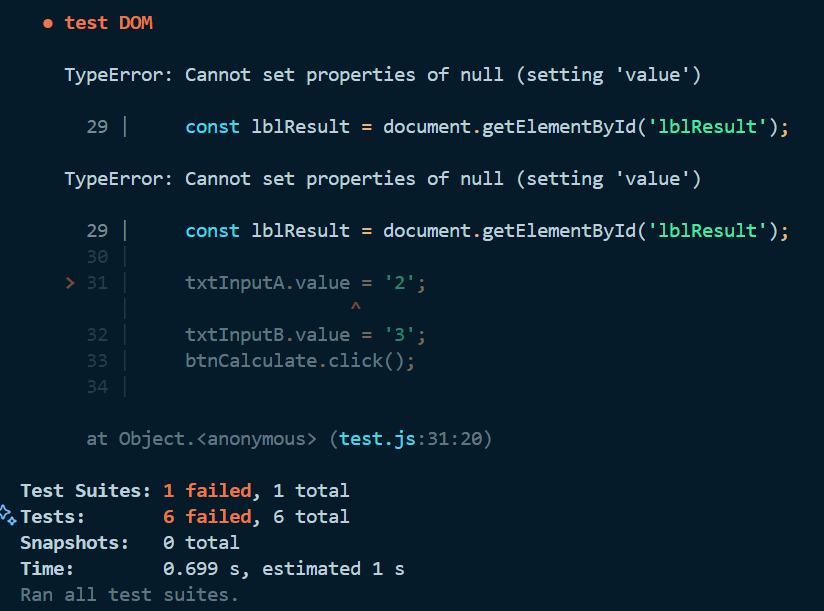 ● test DOM
TypeError: Cannot set properties of null (setting 'value')
29 | const lblResult = document.getElementById('lblResult');
TypeError: Cannot set properties of null (setting 'value')
29 | const lblResult = document.getElementById('lblResult');
30 |
> 31 | txtInputA.value = '2';
| ^
32 | txtInputB.value = '3';
33 | btnCalculate.click();
34 |
at Object.<anonymous> (test.js:31:20)
Test Suites: 1 failed, 1 total
Tests: 6 failed, 6 total
Snapshots: 0 total
Time: 0.699 s, estimated 1 s
Ran all test suites.